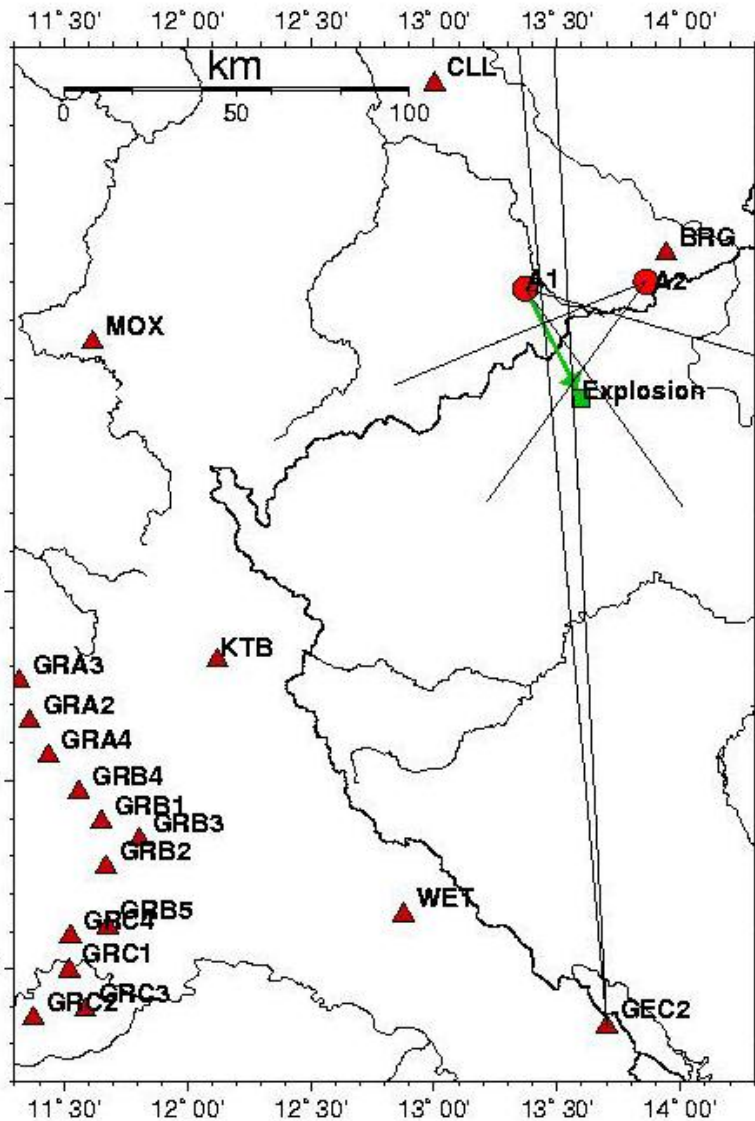 11°30' 12°00' 12°30' 13°00' 13°30' 14°00'
km
CLL
0 50 100
BRG
A1
A2
MOX
Explosion
KTB
GRA3
GRA2
GRA4
GRB4
GRB1
GRB3
GRB2
WET
GRB5
GRC4
GRC1
GRC3
GRC2
GEC2
11°30' 12°00' 12°30' 13°00' 13°30' 14°00'